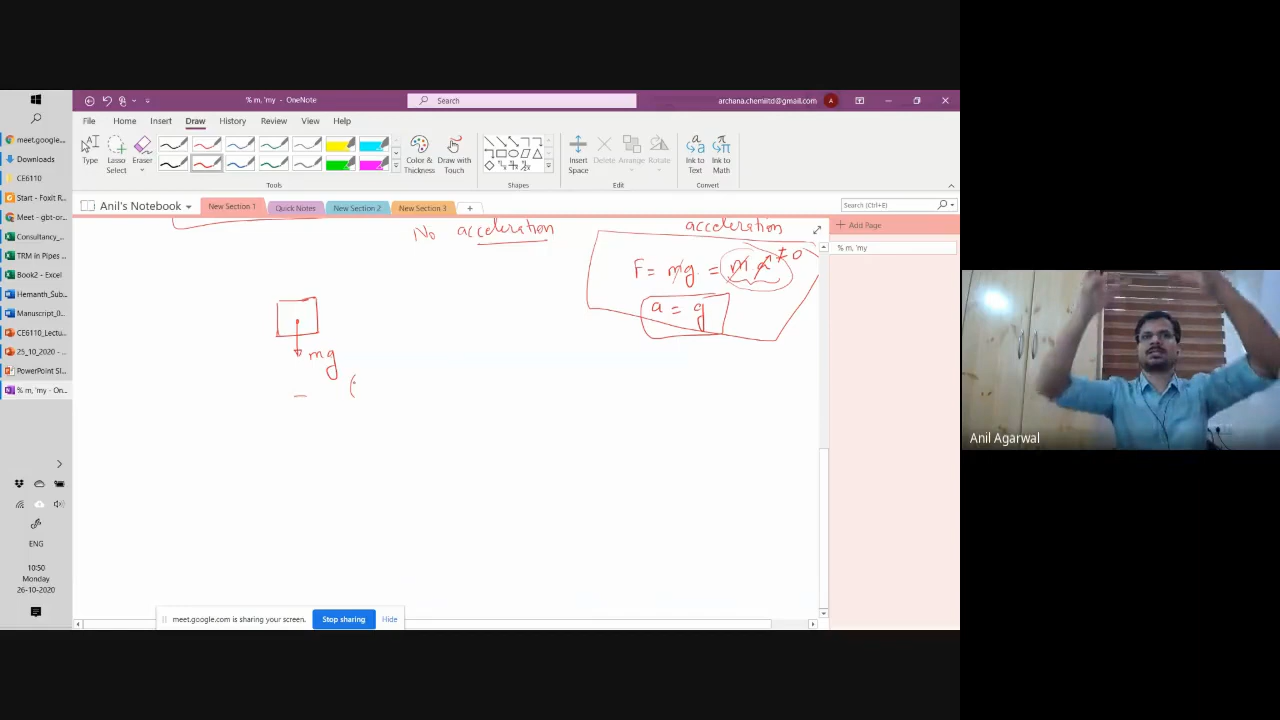 % m, 'my - OneNote
Search
archana.chemiitd@gmail.com
A
File Home Insert Draw History Review View Help
Type
Lasso Select
Eraser
Color & Thickness
Draw with Touch
Insert Space
Delete
Arrange
Rotate
Ink to Text
Ink to Math
Tools
Shapes
Edit
Convert
Anil's Notebook
New Section 1
Quick Notes
New Section 2
New Section 3
Search (Ctrl+E)
Add Page
% m, 'my
meet.google...
Downloads
CE6110
Start - Foxit R
Meet - gbt-or
Consultancy_
TRM in Pipes
Book2 - Excel
Hemanth_Sub
Manuscript_0
CE6110_Lectu
25_10_2020 -
PowerPoint Sl
% m, 'my - On
ENG
10:50
Monday
26-10-2020
No acceleration
acceleration
F = mg = ma ≠ 0
a = g
mg
meet.google.com is sharing your screen.
Stop sharing
Hide
Anil Agarwal